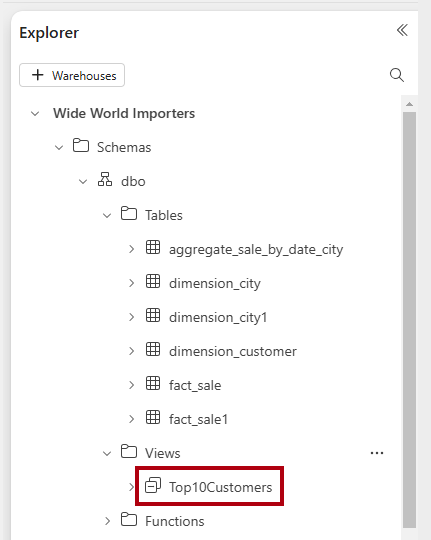 Explorer
+ Warehouses
Wide World Importers
Schemas
dbo
Tables
aggregate_sale_by_date_city
dimension_city
dimension_city1
dimension_customer
fact_sale
fact_sale1
Views
Top10Customers
Functions